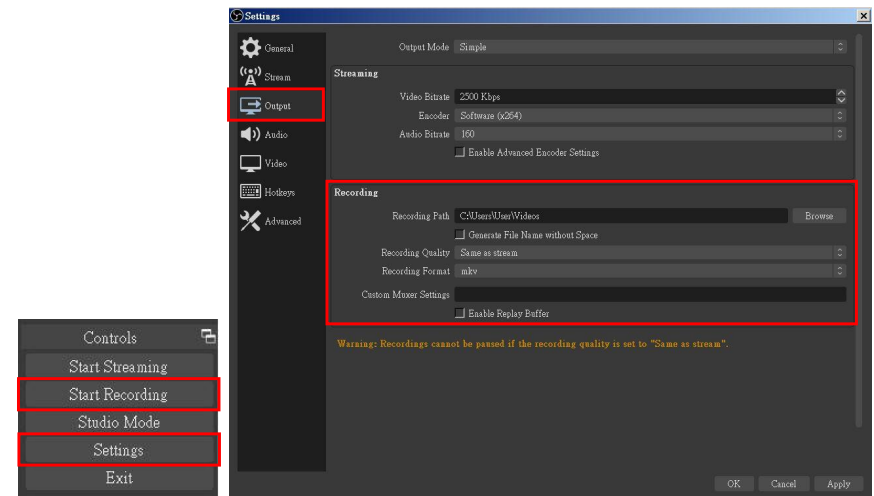 Settings
General
Stream
Output
Audio
Video
Hotkeys
Advanced
Output Mode Simple
Streaming
Video Bitrate 2500 Kbps
Encoder Software (x264)
Audio Bitrate 160
Enable Advanced Encoder Settings
Recording
Recording Path C:\Users\User\Videos Browse
Generate File Name without Space
Recording Quality Same as stream
Recording Format mkv
Custom Muxer Settings
Enable Replay Buffer
Warning: Recordings cannot be paused if the recording quality is set to "Same as stream".
OK Cancel Apply
Controls
Start Streaming
Start Recording
Studio Mode
Settings
Exit